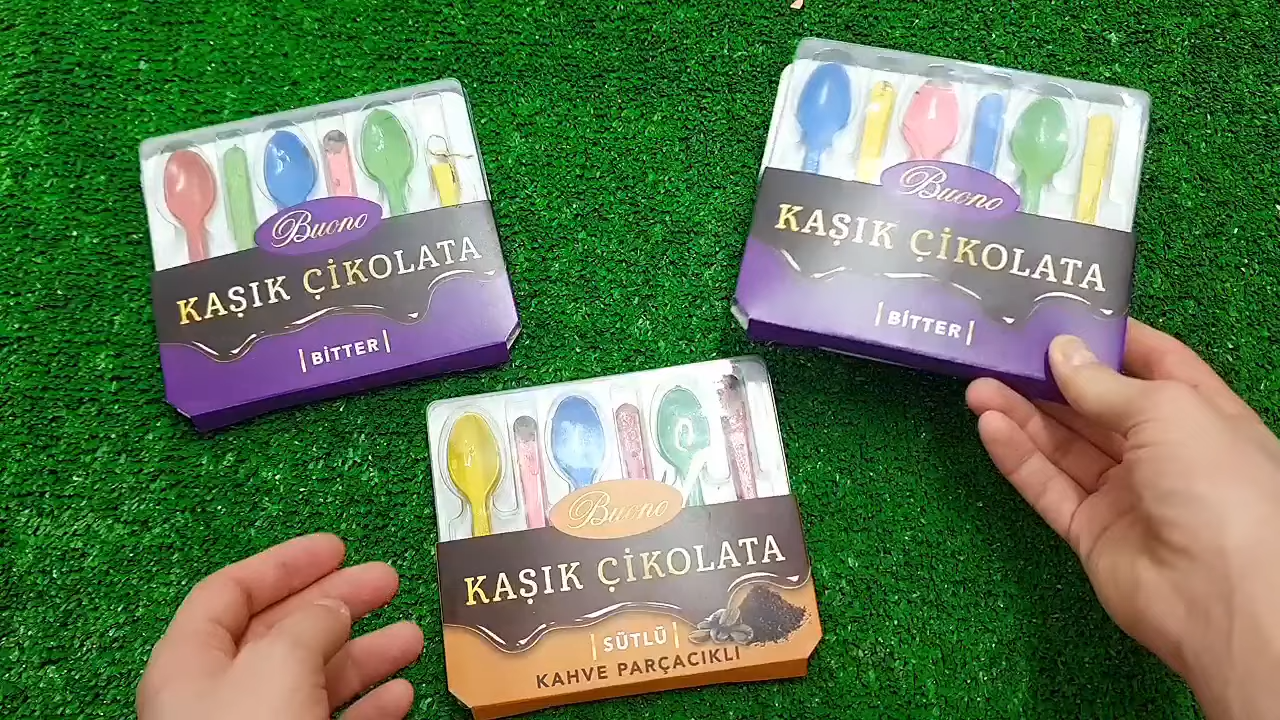 Buono
KAŞIK ÇİKOLATA
|BİTTER|
Buono
KAŞIK ÇİKOLATA
|BİTTER|
Buono
KAŞIK ÇİKOLATA
|SÜTLÜ|
KAHVE PARÇACIKLI